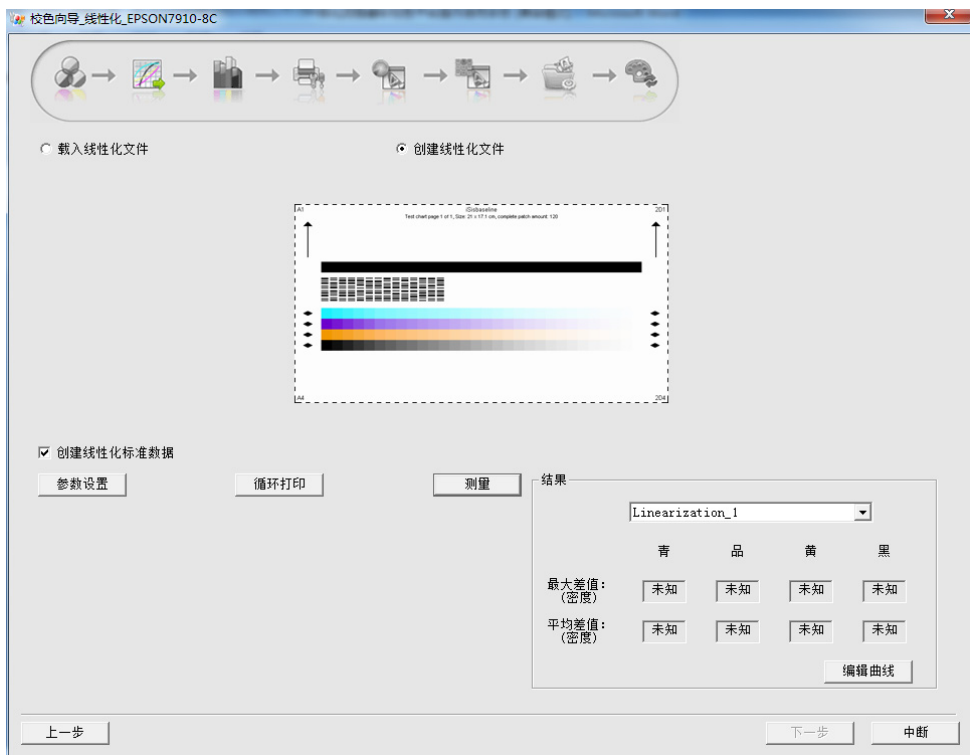 校色向导_线性化_EPSON7910-8C
载入线性化文件
创建线性化文件
A1
201
iSisbaseline
Test chart page 1 of 1, Size: 21 x 17.1 cm, complete patch amount: 120
A4
204
创建线性化标准数据
参数设置
循环打印
测量
结果
Linearization_1
青 品 黄 黑
最大差值: 未知 未知 未知 未知
(密度)
平均差值: 未知 未知 未知 未知
(密度)
编辑曲线
上一步
下一步
中断